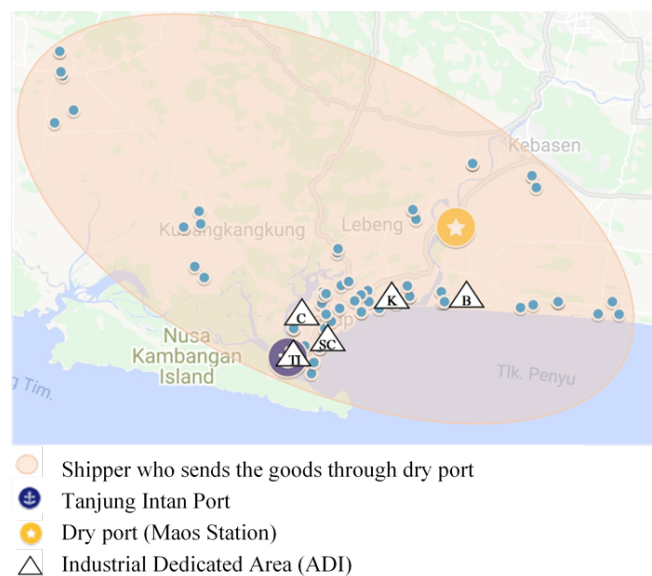 Kebasen
Kubangkangkung
Lebeng
K
B
C
SC
TI
Nusa
Kambangan
Island
Tlk. Penyu
Tim.
Shipper who sends the goods through dry port
Tanjung Intan Port
Dry port (Maos Station)
Industrial Dedicated Area (ADI)